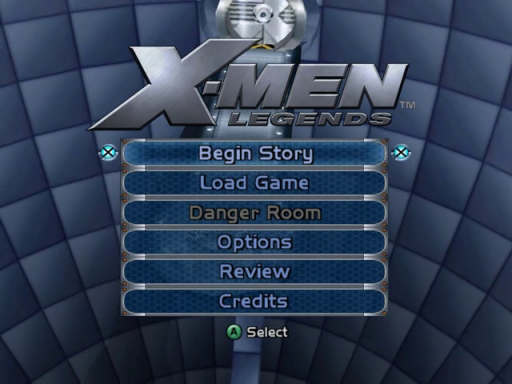 X-MEN
LEGENDS TM
Begin Story
Load Game
Danger Room
Options
Review
Credits
A Select